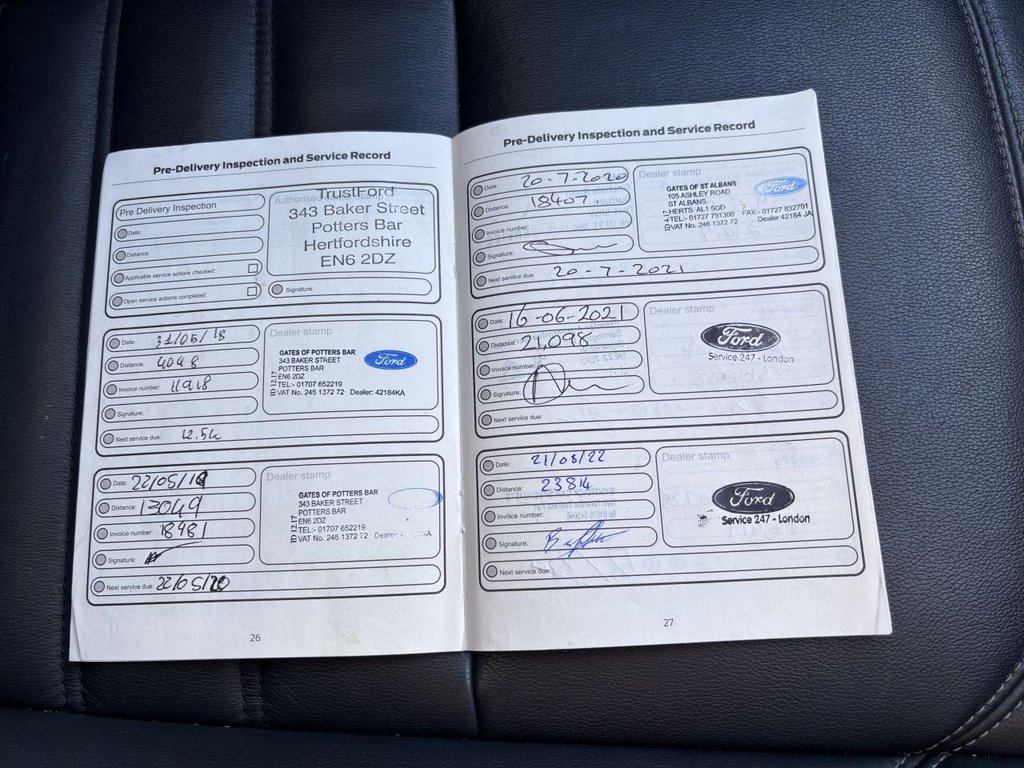 Pre-Delivery Inspection and Service Record
Pre Delivery Inspection
Date:
Distance:
Applicable service actions checked:
Open service actions completed:
TrustFord
343 Baker Street
Potters Bar
Hertfordshire
EN6 2DZ
Signature:
Date: 31/05/18
Distance: 4048
Invoice number: 11918
Signature:
Next service due: 12.5k
Dealer stamp
GATES OF POTTERS BAR
343 BAKER STREET
POTTERS BAR
EN6 2DZ
TEL:- 01707 652219
VAT No. 246 1372 72 Dealer: 42184KA
ID 12.17
Ford
Date: 22/05/19
Distance: 13049
Invoice number: 18981
Signature:
Next service due: 22/05/20
Dealer stamp
GATES OF POTTERS BAR
343 BAKER STREET
POTTERS BAR
EN6 2DZ
TEL:- 01707 652219
VAT No. 246 1372 72
ID 12.17
26
Pre-Delivery Inspection and Service Record
Date: 20-7-2020
Distance: 18407
Invoice number:
Signature:
Next service due: 20-7-2021
Dealer stamp
GATES OF ST ALBANS
105 ASHLEY ROAD
ST ALBANS
HERTS AL1 5GD
TEL:- 01727 791300 FAX:- 01727 832791
VAT No. 246 1372 72 Dealer 42184 JA
Ford
Date: 16-06-2021
Distance: 21,098
Invoice number:
Signature:
Next service due:
Dealer stamp
Ford
Service 247 - London
Date: 21/08/22
Distance: 23814
Invoice number:
Signature:
Next service due:
Dealer stamp
Ford
Service 247 - London
27